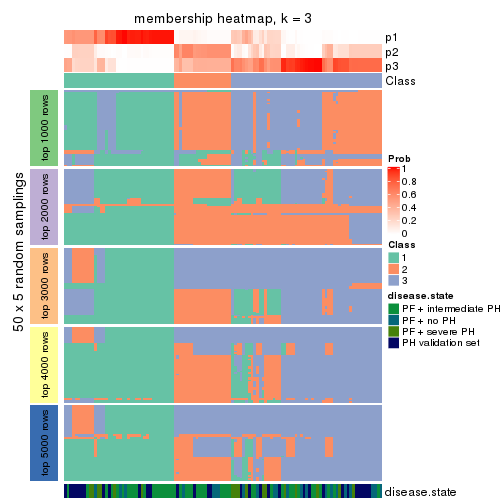 membership heatmap, k = 3
p1
p2
p3
Class
50 x 5 random samplings
top 1000 rows
top 2000 rows
top 3000 rows
top 4000 rows
top 5000 rows
Prob
1
0.8
0.6
0.4
0.2
0
Class
1
2
3
disease.state
PF + intermediate PH
PF + no PH
PF + severe PH
PH validation set
disease.state